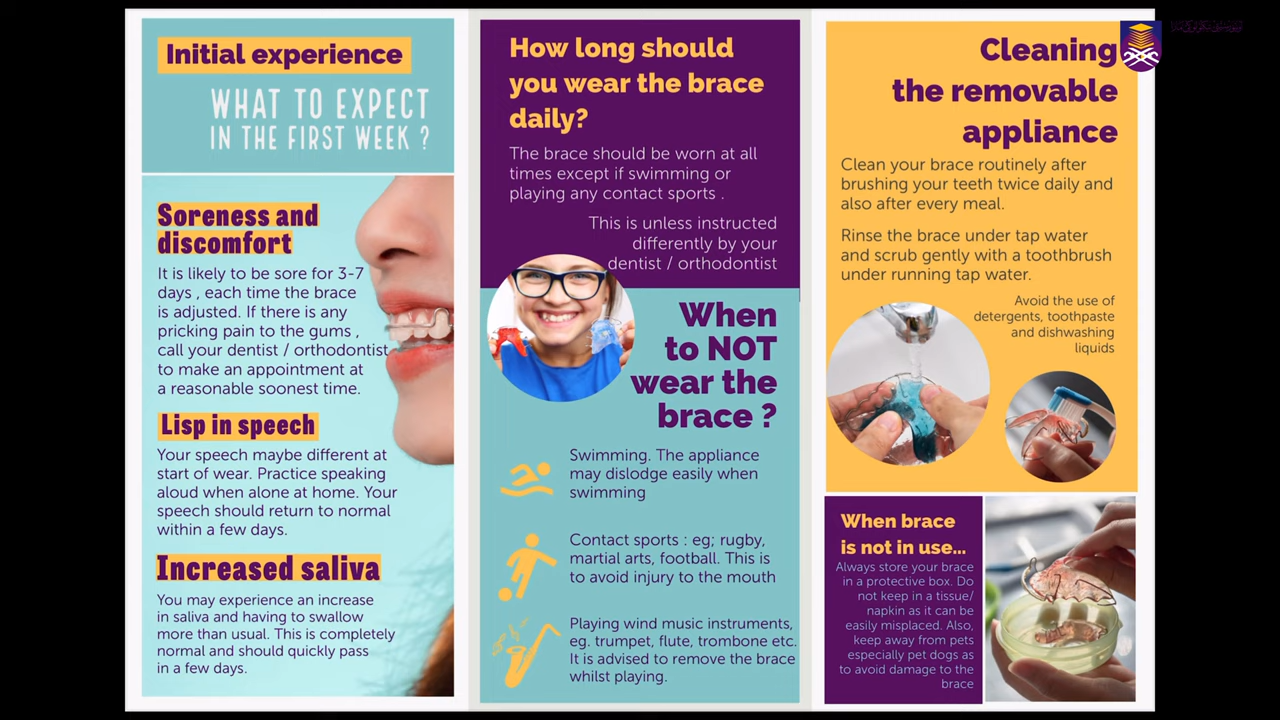 Initial experience
WHAT TO EXPECT
IN THE FIRST WEEK ?
Soreness and
discomfort
It is likely to be sore for 3-7
days , each time the brace
is adjusted. If there is any
pricking pain to the gums ,
call your dentist / orthodontist
to make an appointment at
a reasonable soonest time.
Lisp in speech
Your speech maybe different at
start of wear. Practice speaking
aloud when alone at home. Your
speech should return to normal
within a few days.
Increased saliva
You may experience an increase
in saliva and having to swallow
more than usual. This is completely
normal and should quickly pass
in a few days.
How long should
you wear the brace
daily?
The brace should be worn at all
times except if swimming or
playing any contact sports .
This is unless instructed
differently by your
dentist / orthodontist
When
to NOT
wear the
brace ?
Swimming. The appliance
may dislodge easily when
swimming
Contact sports : eg; rugby,
martial arts, football. This is
to avoid injury to the mouth
Playing wind music instruments,
eg. trumpet, flute, trombone etc.
It is advised to remove the brace
whilst playing.
Cleaning
the removable
appliance
Clean your brace routinely after
brushing your teeth twice daily and
also after every meal.
Rinse the brace under tap water
and scrub gently with a toothbrush
under running tap water.
Avoid the use of
detergents, toothpaste
and dishwashing
liquids
When brace
is not in use...
Always store your brace
in a protective box. Do
not keep in a tissue/
napkin as it can be
easily misplaced. Also,
keep away from pets
especially pet dogs as
to avoid damage to the
brace